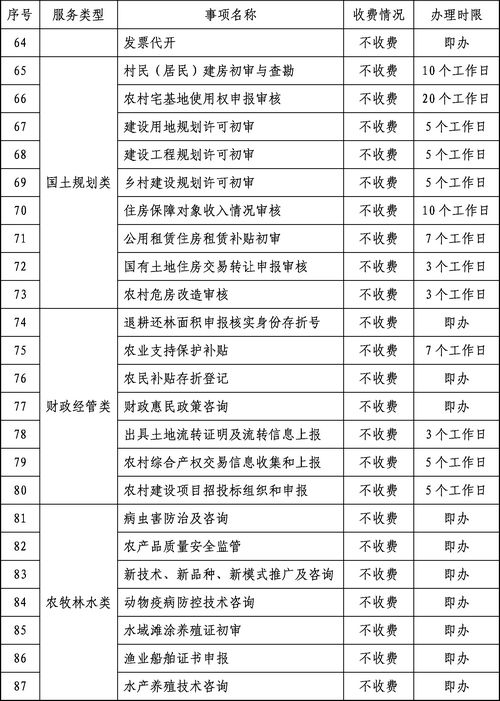 序号 服务类型 事项名称 收费情况 办理时限
64 发票代开 不收费 即办
65 村民（居民）建房初审与查勘 不收费 10个工作日
66 农村宅基地使用权申报审核 不收费 20个工作日
67 建设用地规划许可初审 不收费 5个工作日
68 建设工程规划许可初审 不收费 5个工作日
69 国土规划类 乡村建设规划许可初审 不收费 5个工作日
70 住房保障对象收入情况审核 不收费 10个工作日
71 公用租赁住房租赁补贴初审 不收费 7个工作日
72 国有土地住房交易转让申报审核 不收费 3个工作日
73 农村危房改造审核 不收费 3个工作日
74 退耕还林面积申报核实身份存折号 不收费 即办
75 农业支持保护补贴 不收费 7个工作日
76 农民补贴存折登记 不收费 即办
77 财政经管类 财政惠民政策咨询 不收费 即办
78 出具土地流转证明及流转信息上报 不收费 3个工作日
79 农村综合产权交易信息收集和上报 不收费 5个工作日
80 农村建设项目招投标组织和申报 不收费 5个工作日
81 病虫害防治及咨询 不收费 即办
82 农产品质量安全监管 不收费 即办
83 新技术、新品种、新模式推广及咨询 不收费 即办
84 农牧林水类 动物疫病防控技术咨询 不收费 即办
85 水域滩涂养殖证初审 不收费 即办
86 渔业船舶证书申报 不收费 即办
87 水产养殖技术咨询 不收费 即办